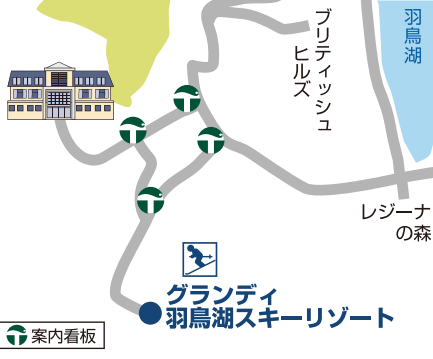 ブリティッシュ
ヒルズ
羽鳥湖
レジーナ
の森
グランディ
羽鳥湖スキーリゾート
案内看板